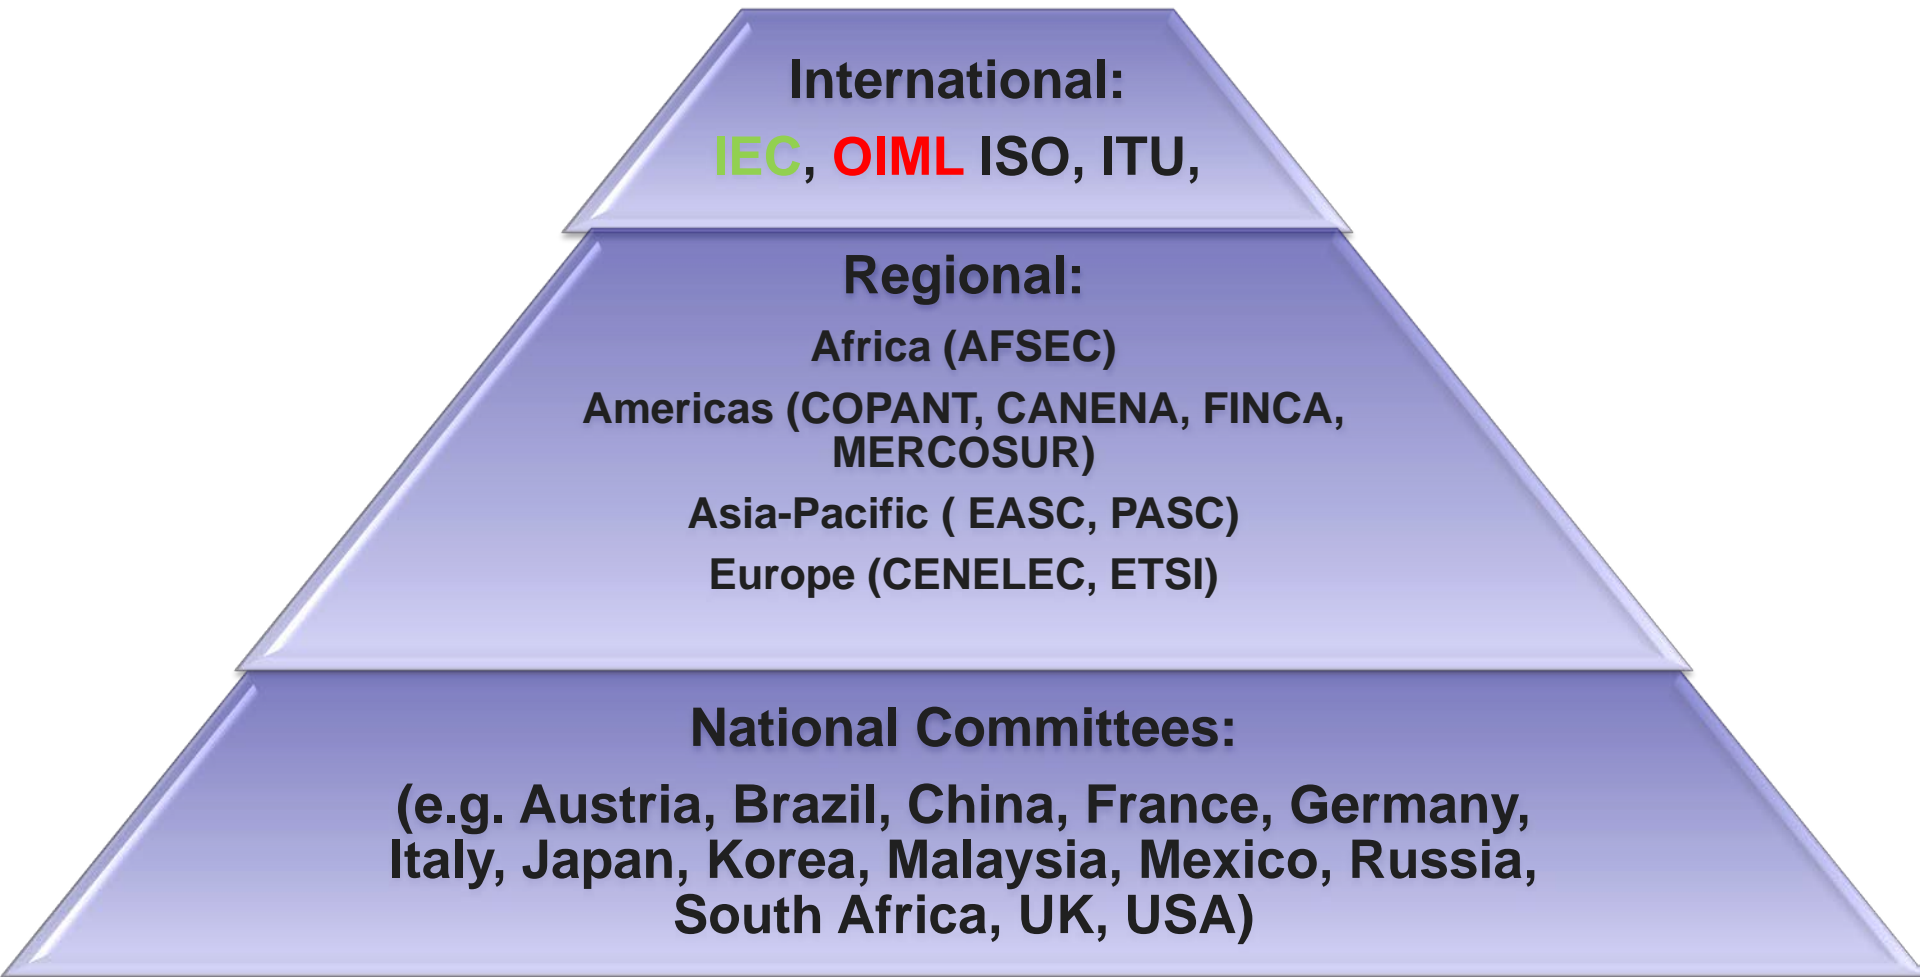 International:
IEC, OIML ISO, ITU,
Regional:
Africa (AFSEC)
Americas (COPANT, CANENA, FINCA,
MERCOSUR)
Asia-Pacific ( EASC, PASC)
Europe (CENELEC, ETSI)
National Committees:
(e.g. Austria, Brazil, China, France, Germany,
Italy, Japan, Korea, Malaysia, Mexico, Russia,
South Africa, UK, USA)